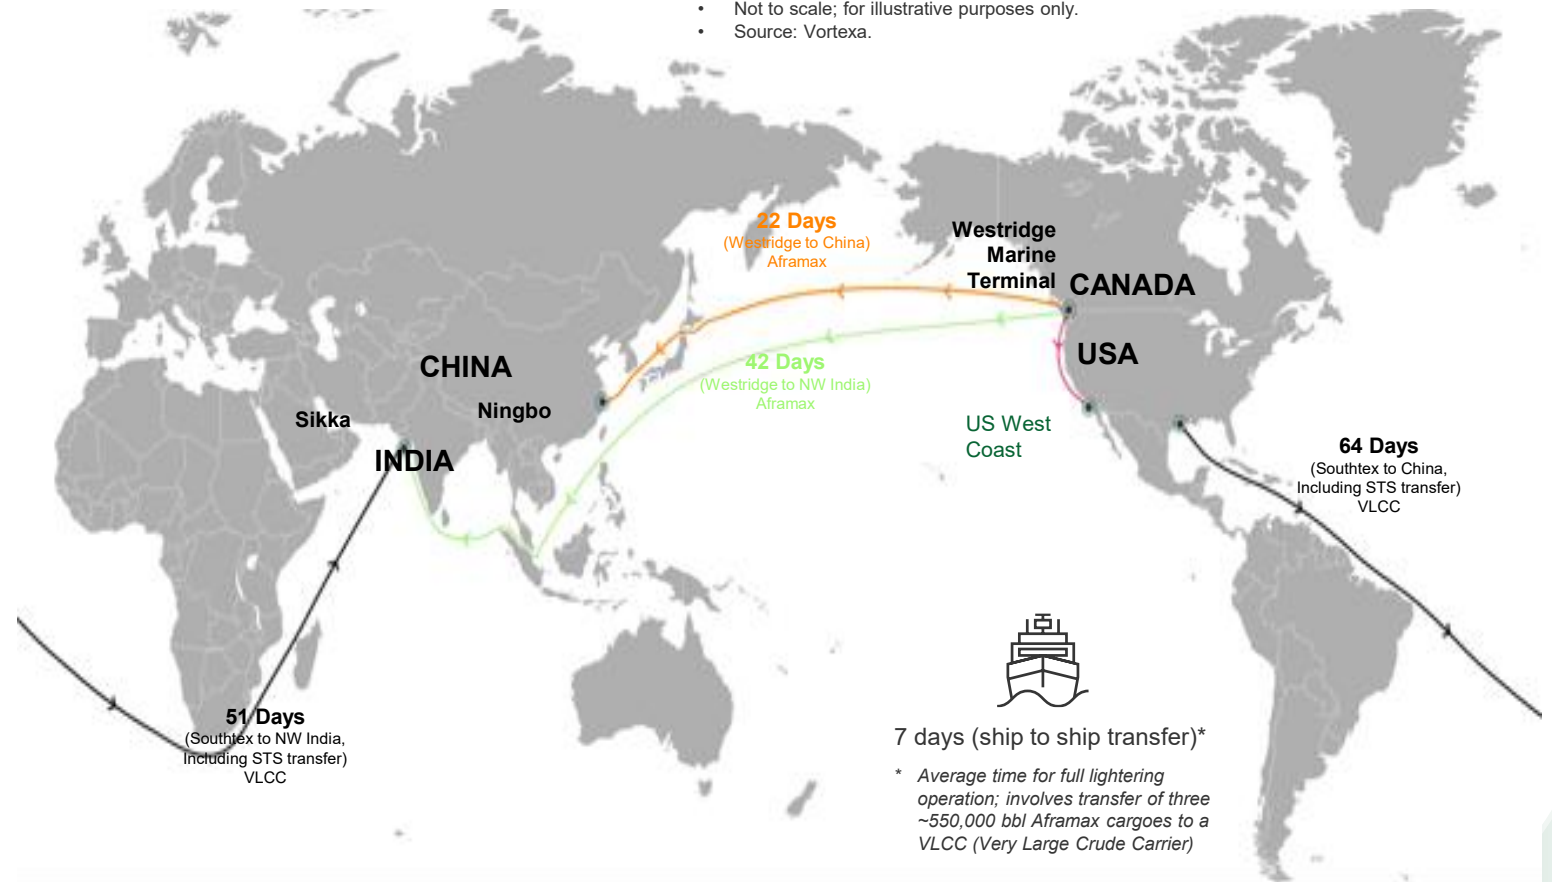 • Not to scale; for illustrative purposes only.
• Source: Vortexa.
22 Days
(Westridge to China)
Aframax
Westridge
Marine
Terminal
CANADA
USA
CHINA
Ningbo
Sikka
INDIA
42 Days
(Westridge to NW India)
Aframax
US West
Coast
64 Days
(Southtex to China,
Including STS transfer)
VLCC
51 Days
(Southtex to NW India,
Including STS transfer)
VLCC
7 days (ship to ship transfer)*
* Average time for full lightering
operation; involves transfer of three
~550,000 bbl Aframax cargoes to a
VLCC (Very Large Crude Carrier)